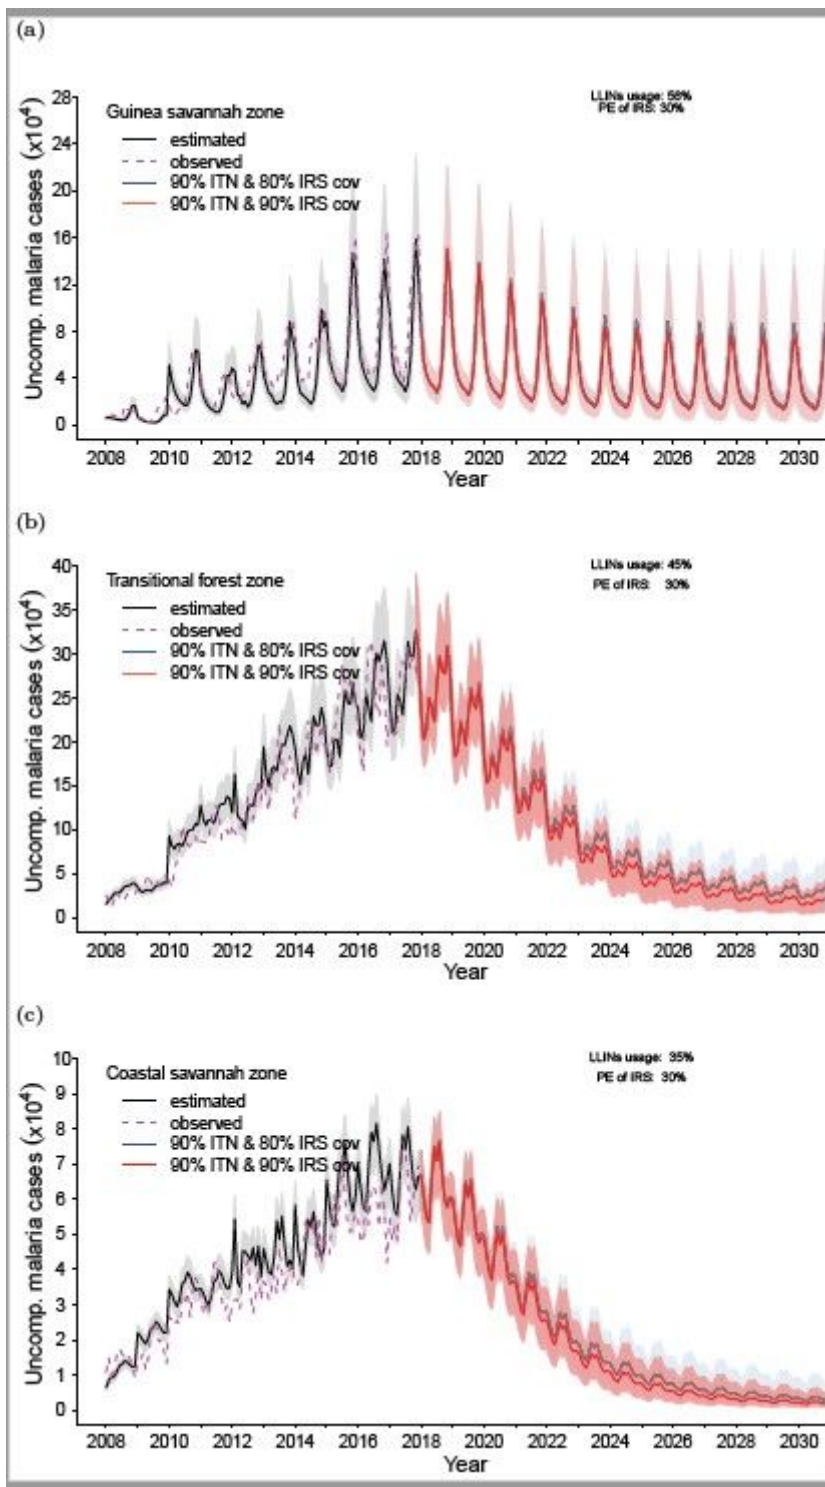 (a)
Uncomp. malaria cases (x10⁴)
28
24
20
16
12
8
4
0
Guinea savannah zone
estimated
observed
90% ITN & 80% IRS cov
90% ITN & 90% IRS cov
LLINs usage: 58%
PE of IRS: 30%
2008 2010 2012 2014 2016 2018 2020 2022 2024 2026 2028 2030
Year
(b)
Uncomp. malaria cases (x10⁴)
40
35
30
25
20
15
10
5
0
Transitional forest zone
estimated
observed
90% ITN & 80% IRS cov
90% ITN & 90% IRS cov
LLINs usage: 45%
PE of IRS: 30%
2008 2010 2012 2014 2016 2018 2020 2022 2024 2026 2028 2030
Year
(c)
Uncomp. malaria cases (x10⁴)
10
9
8
7
6
5
4
3
2
1
0
Coastal savannah zone
estimated
observed
90% ITN & 80% IRS cov
90% ITN & 90% IRS cov
LLINs usage: 35%
PE of IRS: 30%
2008 2010 2012 2014 2016 2018 2020 2022 2024 2026 2028 2030
Year